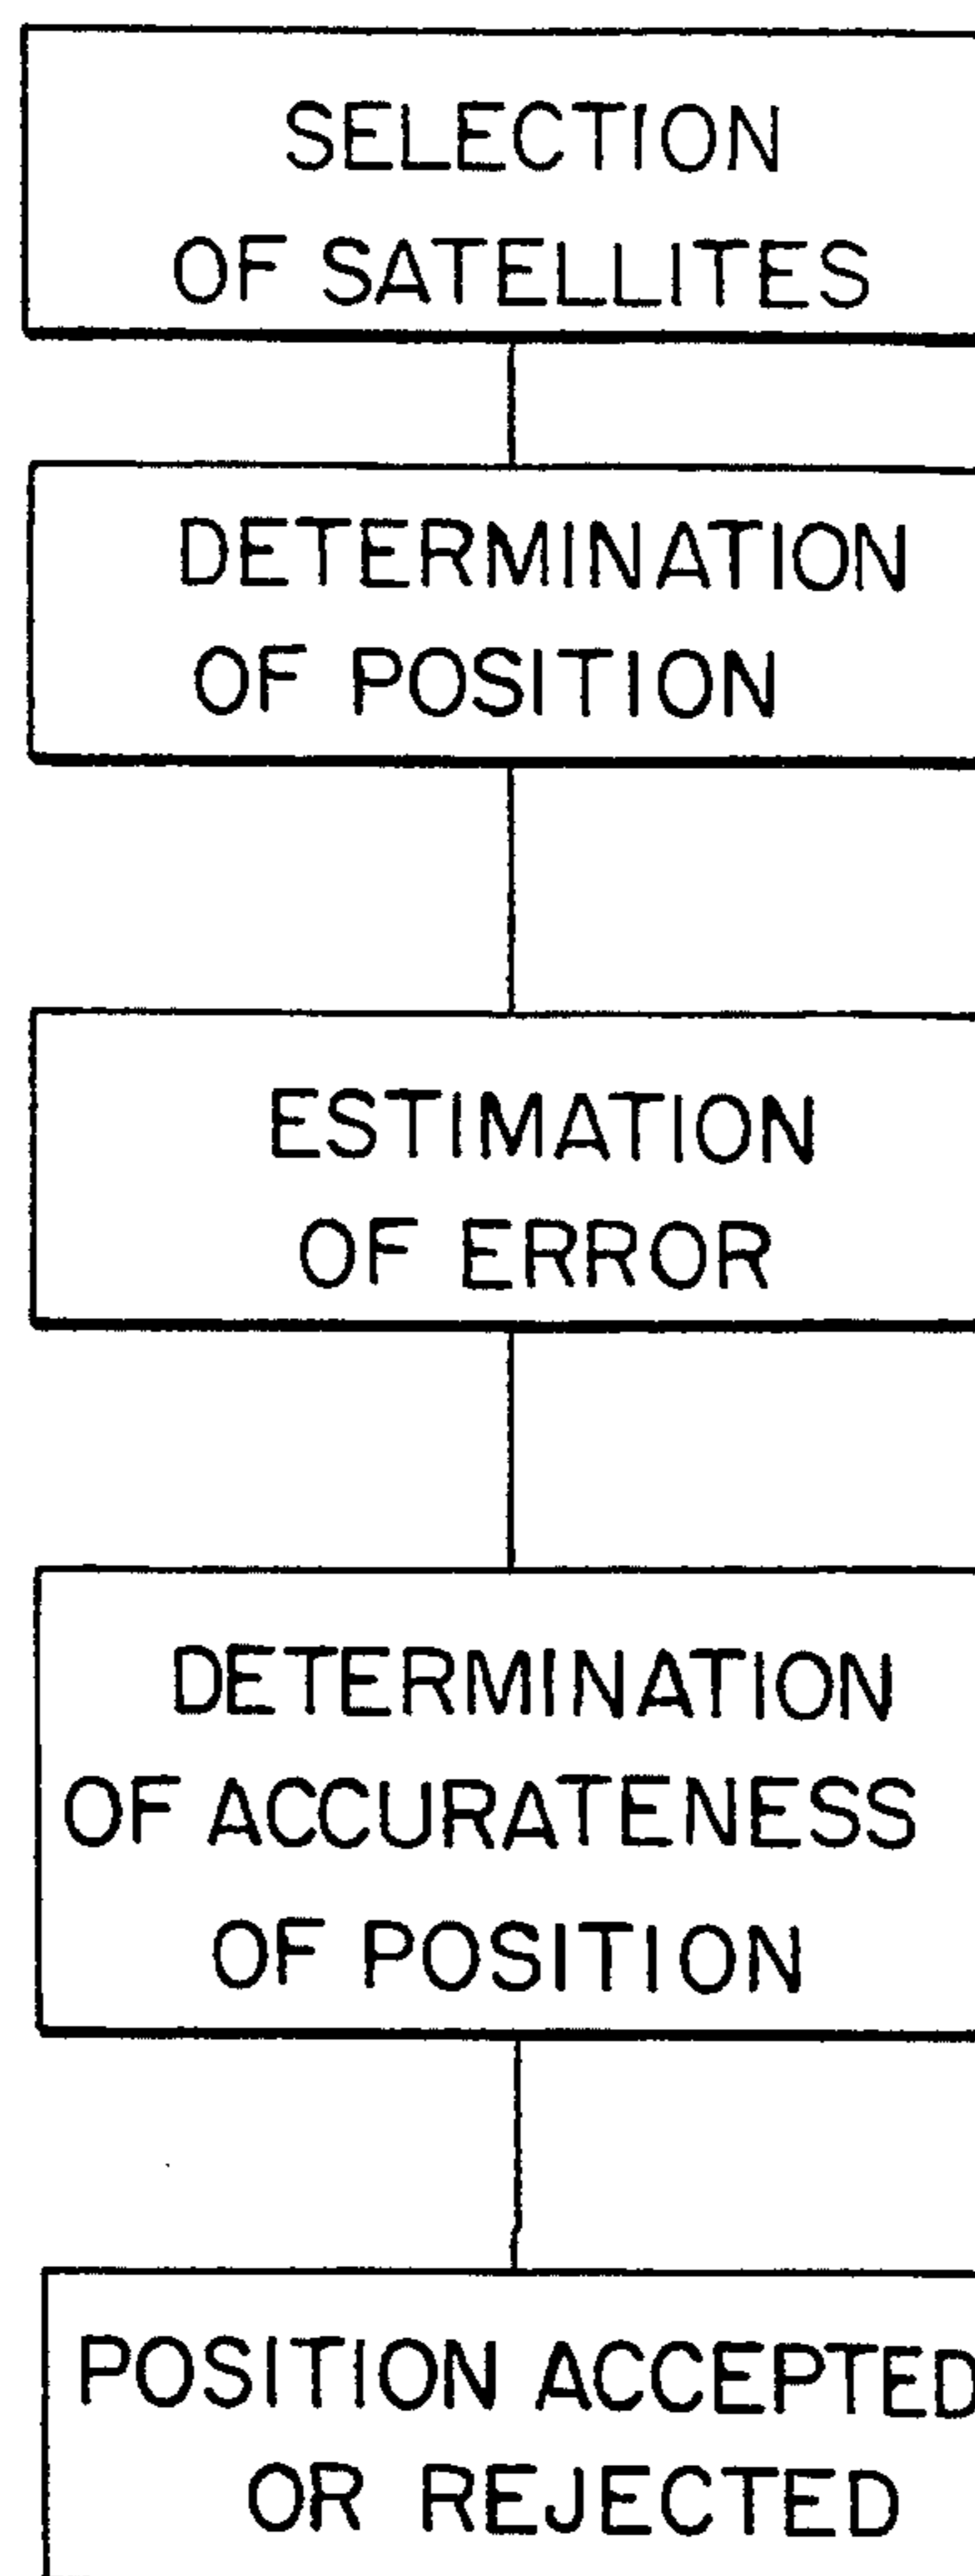 SELECTION
OF SATELLITES
DETERMINATION
OF POSITION
ESTIMATION
OF ERROR
DETERMINATION
OF ACCURATENESS
OF POSITION
POSITION ACCEPTED
OR REJECTED